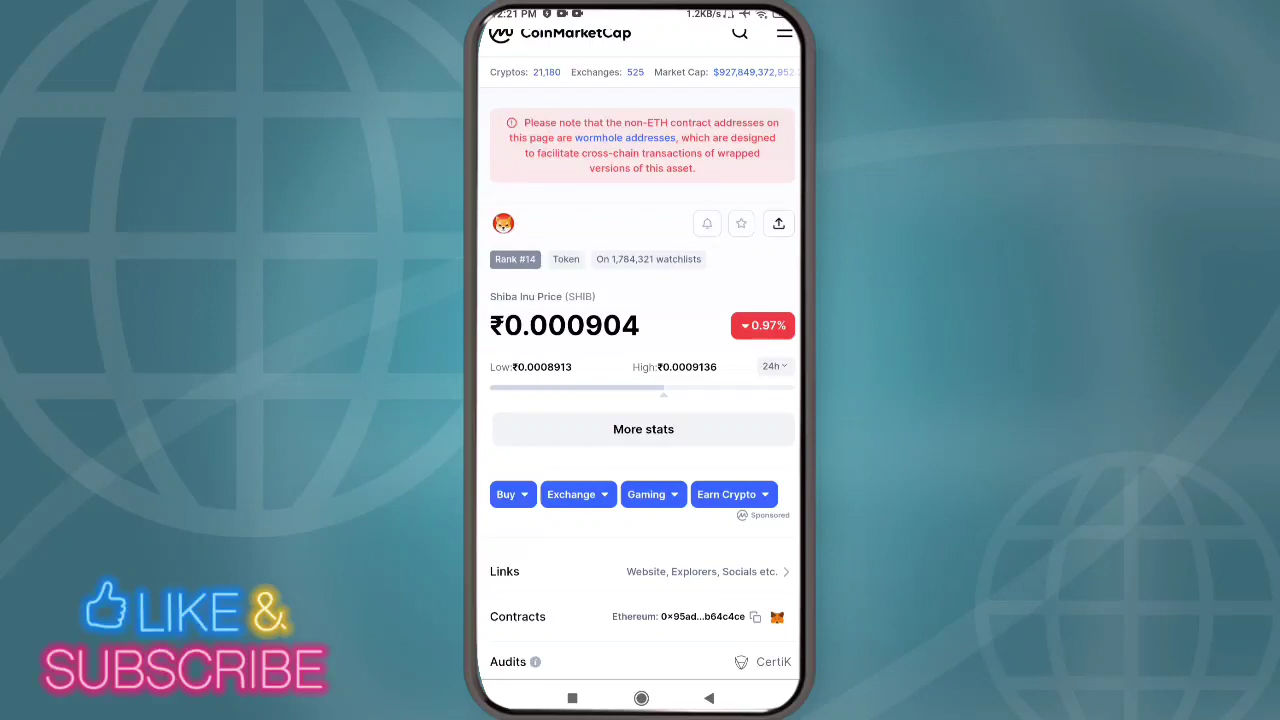 2:21 PM
1.2KB/s
CoinMarketCap
Cryptos: 21,180 Exchanges: 525 Market Cap: $927,849,372,952.
Please note that the non-ETH contract addresses on
this page are wormhole addresses, which are designed
to facilitate cross-chain transactions of wrapped
versions of this asset.
Rank #14 Token On 1,784,321 watchlists
Shiba Inu Price (SHIB)
₹0.000904
0.97%
Low:₹0.0008913 High:₹0.0009136 24h
More stats
Buy Exchange Gaming Earn Crypto
Sponsored
Links Website, Explorers, Socials etc.
Contracts Ethereum: 0x95ad...b64c4ce
Audits CertiK
LIKE &
SUBSCRIBE